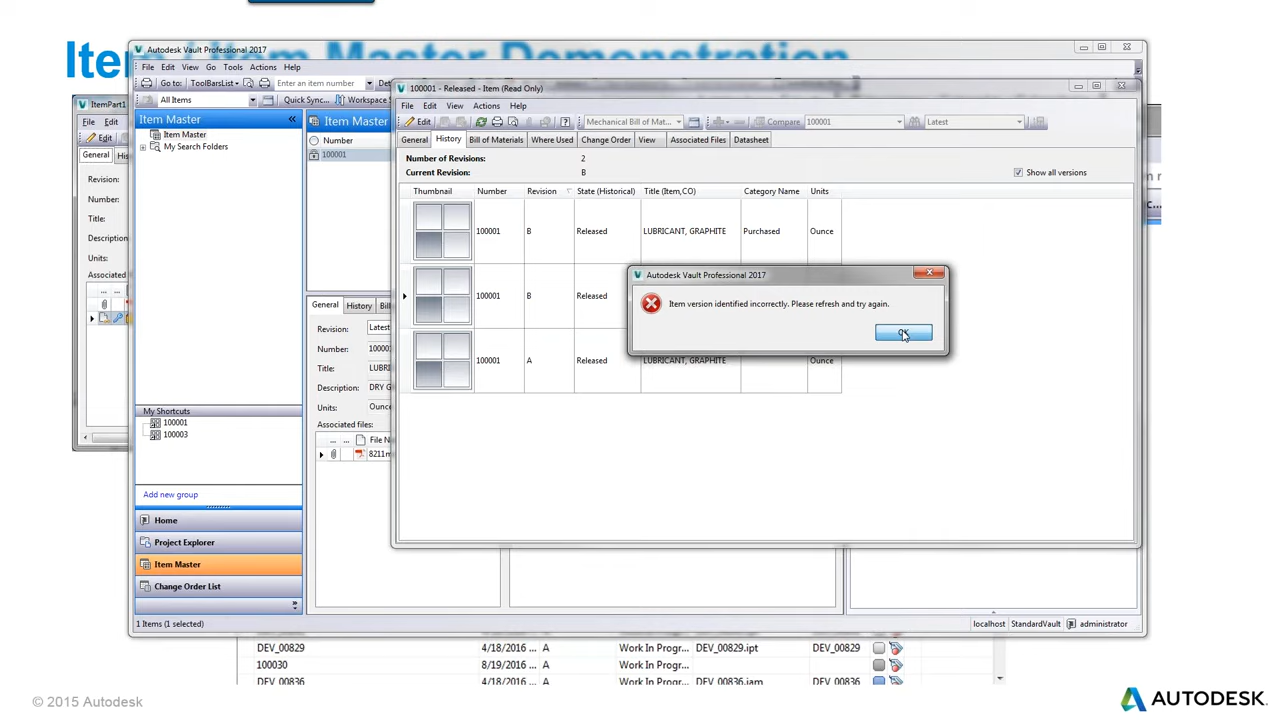 Item / Item Master Demonstration
Autodesk Vault Professional 2017
File Edit View Go Tools Actions Help
Go to: ToolBarsList Enter an item number
All Items Quick Sync... Workspace S
ItemPart1
File Edit
Edit
General His
Revision:
Number:
Title:
Description
Units:
Associated
Item Master
Item Master
My Search Folders
My Shortcuts
100001
100003
Add new group
Home
Project Explorer
Item Master
Change Order List
Item Master
Number
100001
General History
Revision: Latest
Number: 10000
Title: LUBRI
Description: DRY G
Units: Ounce
Associated files:
... ... File N
8211m
100001 - Released - Item (Read Only)
File Edit View Actions Help
Edit Mechanical Bill of Mat... Compare 100001 Latest
General History Bill of Materials Where Used Change Order View Associated Files Datasheet
Number of Revisions: 2
Current Revision: B
Show all versions
Thumbnail Number Revision State (Historical) Title (Item,CO) Category Name Units
100001 B Released LUBRICANT, GRAPHITE Purchased Ounce
100001 B Released
100001 A Released LUBRICANT, GRAPHITE Ounce
Autodesk Vault Professional 2017
Item version identified incorrectly. Please refresh and try again.
OK
1 Items (1 selected) localhost StandardVault administrator
DEV_00829 4/18/2016 ... A Work In Progr... DEV_00829.ipt DEV_00829
100030 8/19/2016 ... A Work In Progr...
DEV_00836 4/18/2016 ... A Work In Progr... DEV_00836.iam DEV_00836
© 2015 Autodesk
AUTODESK